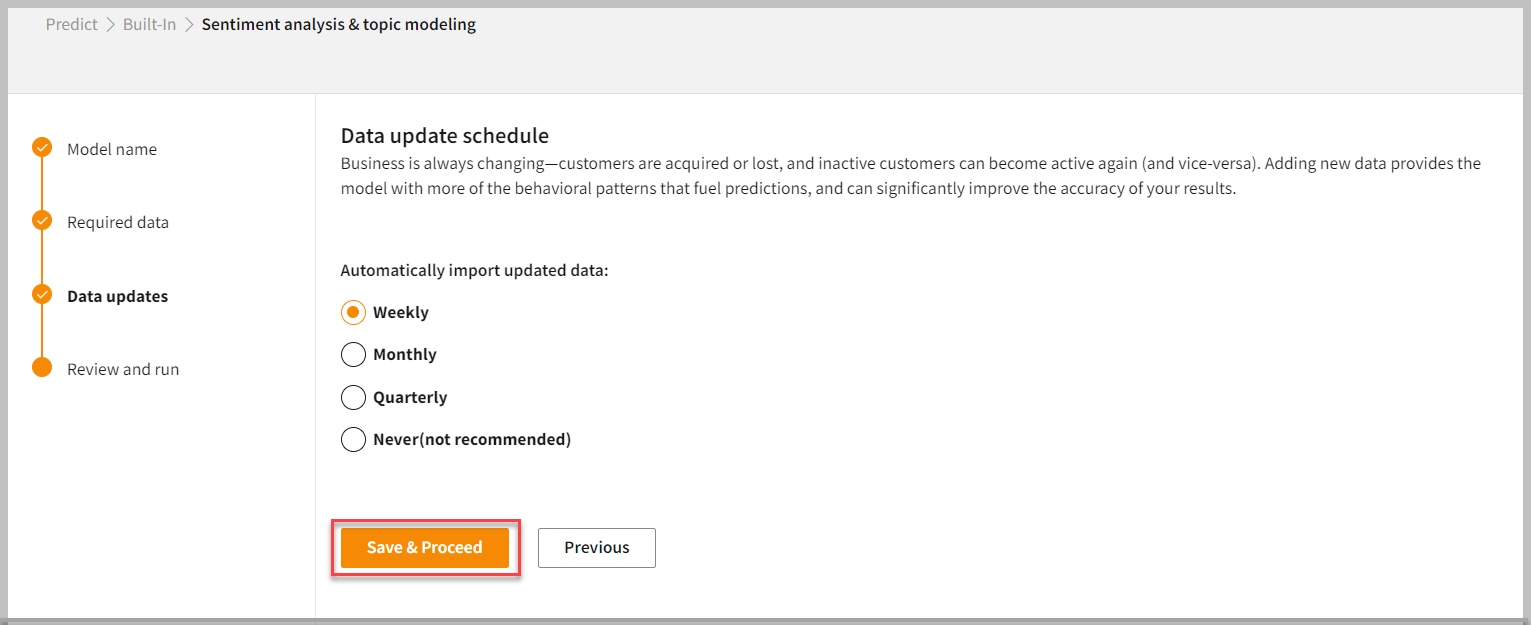 Predict > Built-In > Sentiment analysis & topic modeling
Model name
Required data
Data updates
Review and run
Data update schedule
Business is always changing—customers are acquired or lost, and inactive customers can become active again (and vice-versa). Adding new data provides the
model with more of the behavioral patterns that fuel predictions, and can significantly improve the accuracy of your results.
Automatically import updated data:
Weekly
Monthly
Quarterly
Never(not recommended)
Save & Proceed
Previous